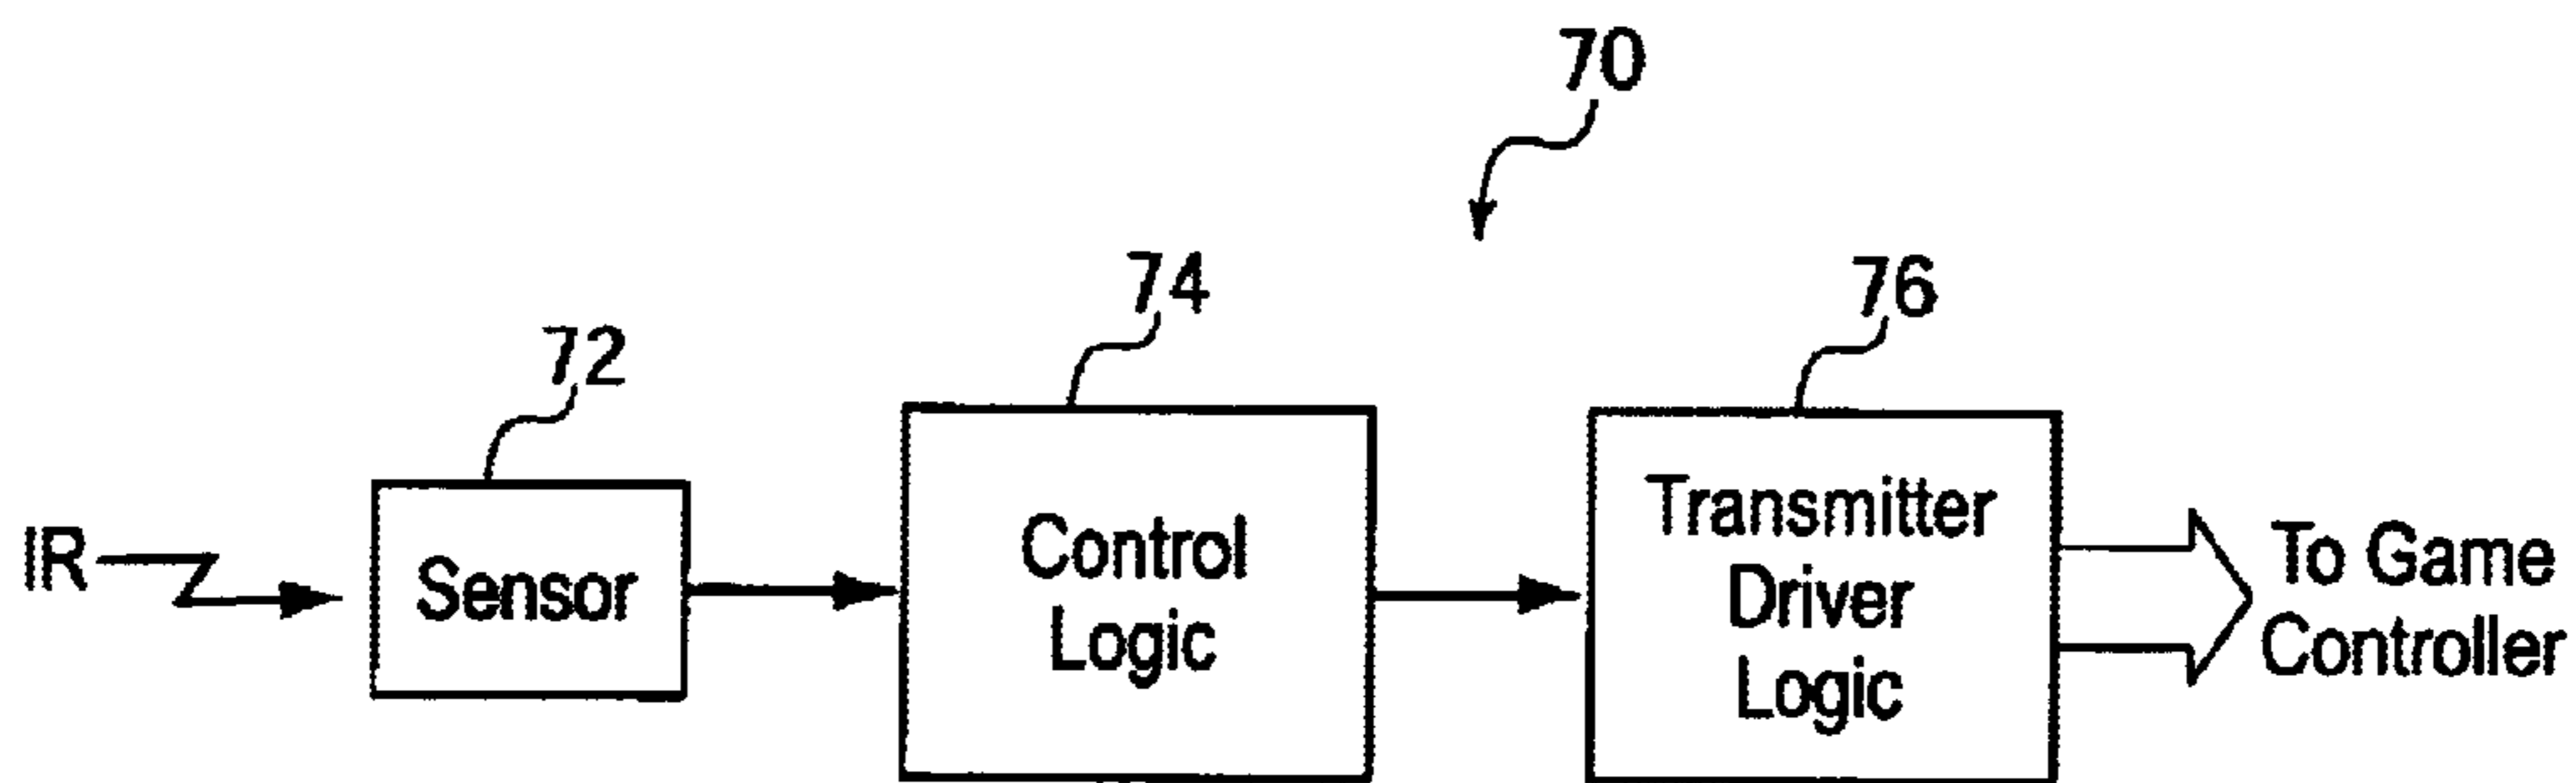 70
74
76
72
IR
Sensor
Control
Logic
Transmitter
Driver
Logic
To Game
Controller